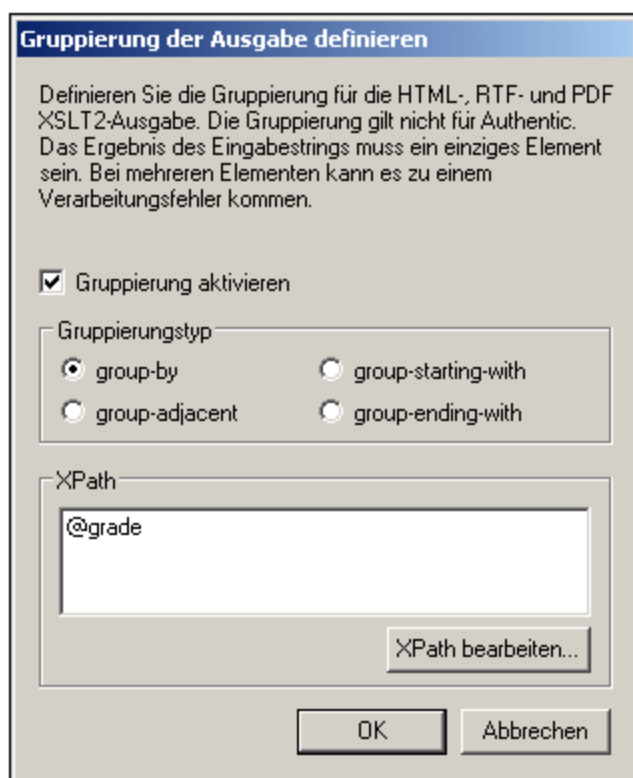 Gruppierung der Ausgabe definieren
Definieren Sie die Gruppierung für die HTML-, RTF- und PDF
XSLT2-Ausgabe. Die Gruppierung gilt nicht für Authentic.
Das Ergebnis des Eingabestrings muss ein einziges Element
sein. Bei mehreren Elementen kann es zu einem
Verarbeitungsfehler kommen.
Gruppierung aktivieren
Gruppierungstyp
group-by group-starting-with
group-adjacent group-ending-with
XPath
@grade
XPath bearbeiten...
OK Abbrechen